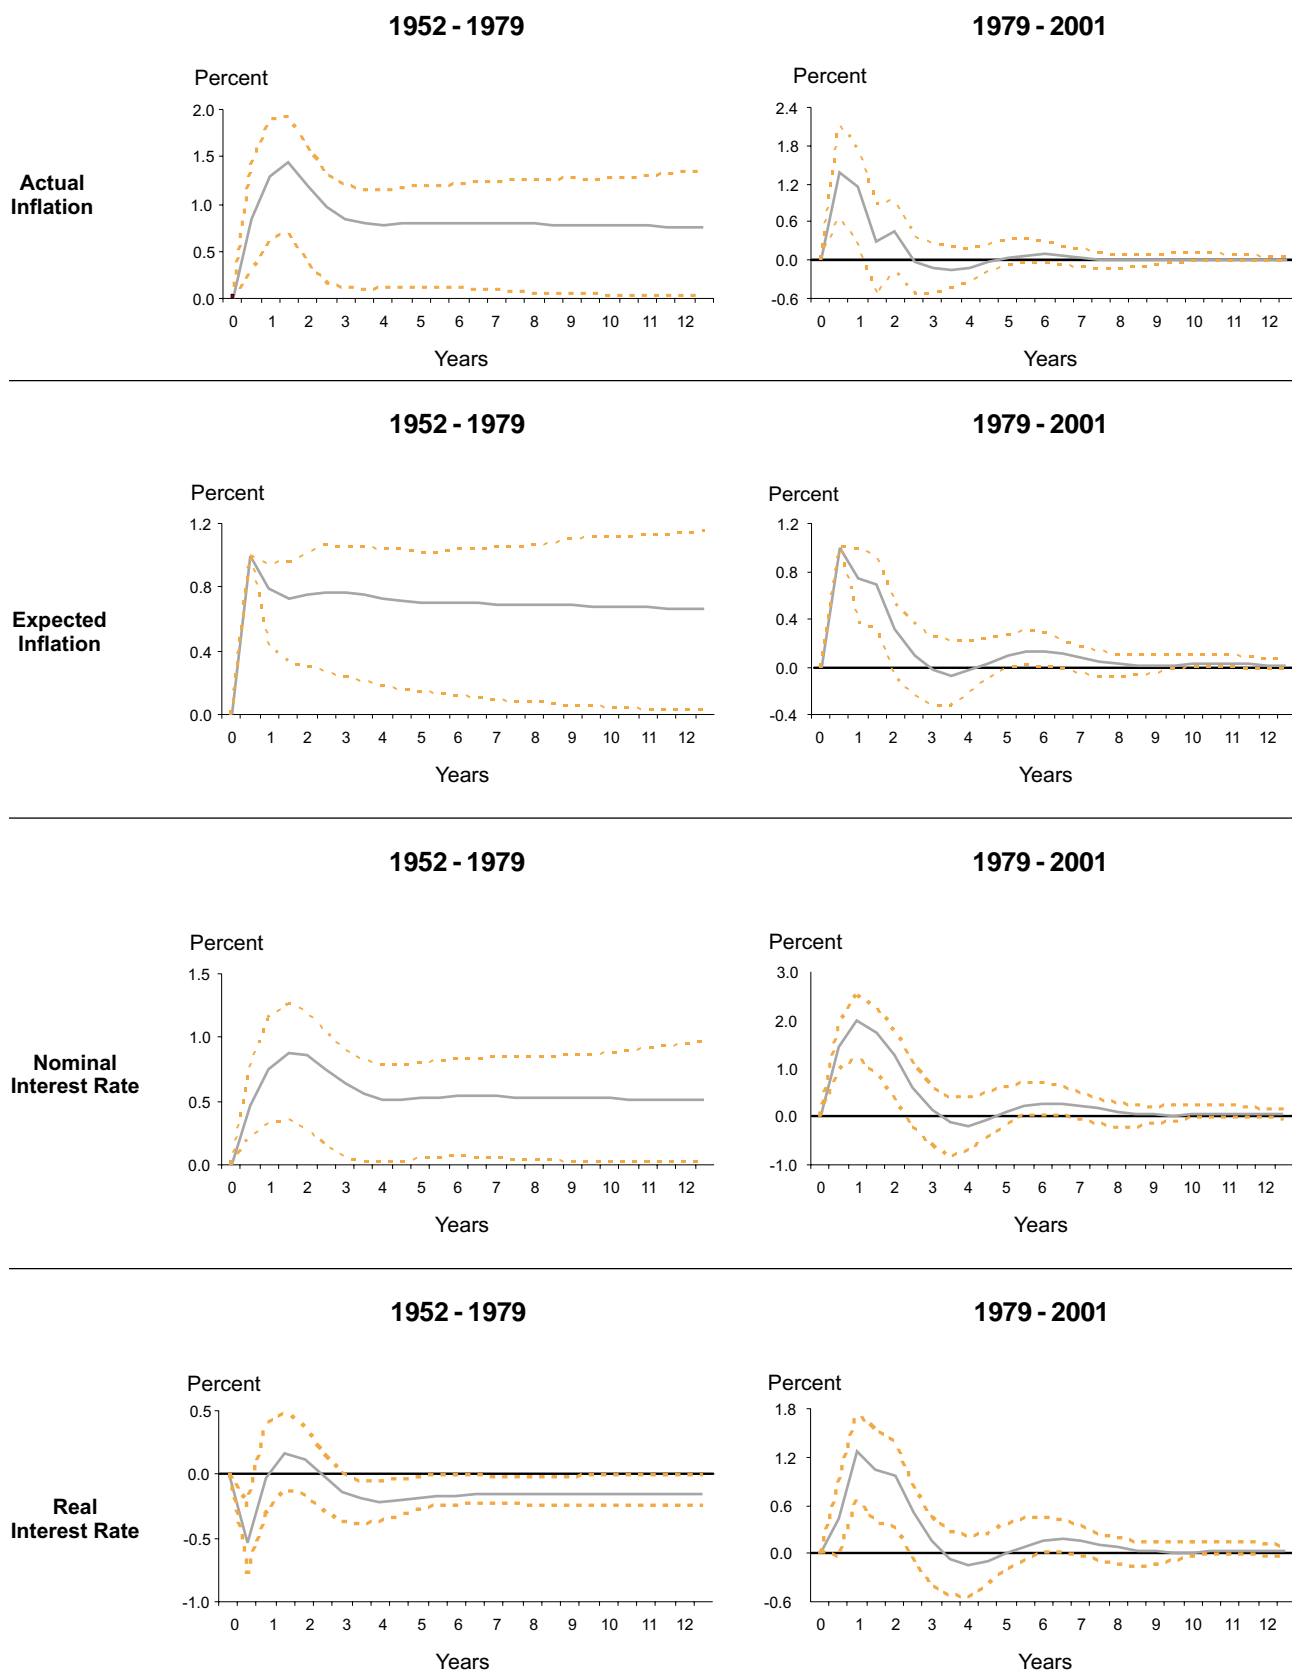 1952 - 1979
1979 - 2001
Actual
Inflation
Percent
2.0
1.5
1.0
0.5
0.0
0 1 2 3 4 5 6 7 8 9 10 11 12
Years
Percent
2.4
1.8
1.2
0.6
0.0
-0.6
0 1 2 3 4 5 6 7 8 9 10 11 12
Years
1952 - 1979
1979 - 2001
Expected
Inflation
Percent
1.2
0.8
0.4
0.0
0 1 2 3 4 5 6 7 8 9 10 11 12
Years
Percent
1.2
0.8
0.4
0.0
-0.4
0 1 2 3 4 5 6 7 8 9 10 11 12
Years
1952 - 1979
1979 - 2001
Nominal
Interest Rate
Percent
1.5
1.0
0.5
0.0
0 1 2 3 4 5 6 7 8 9 10 11 12
Years
Percent
3.0
2.0
1.0
0.0
-1.0
0 1 2 3 4 5 6 7 8 9 10 11 12
Years
1952 - 1979
1979 - 2001
Real
Interest Rate
Percent
0.5
0.0
-0.5
-1.0
0 1 2 3 4 5 6 7 8 9 10 11 12
Years
Percent
1.8
1.2
0.6
0.0
-0.6
0 1 2 3 4 5 6 7 8 9 10 11 12
Years